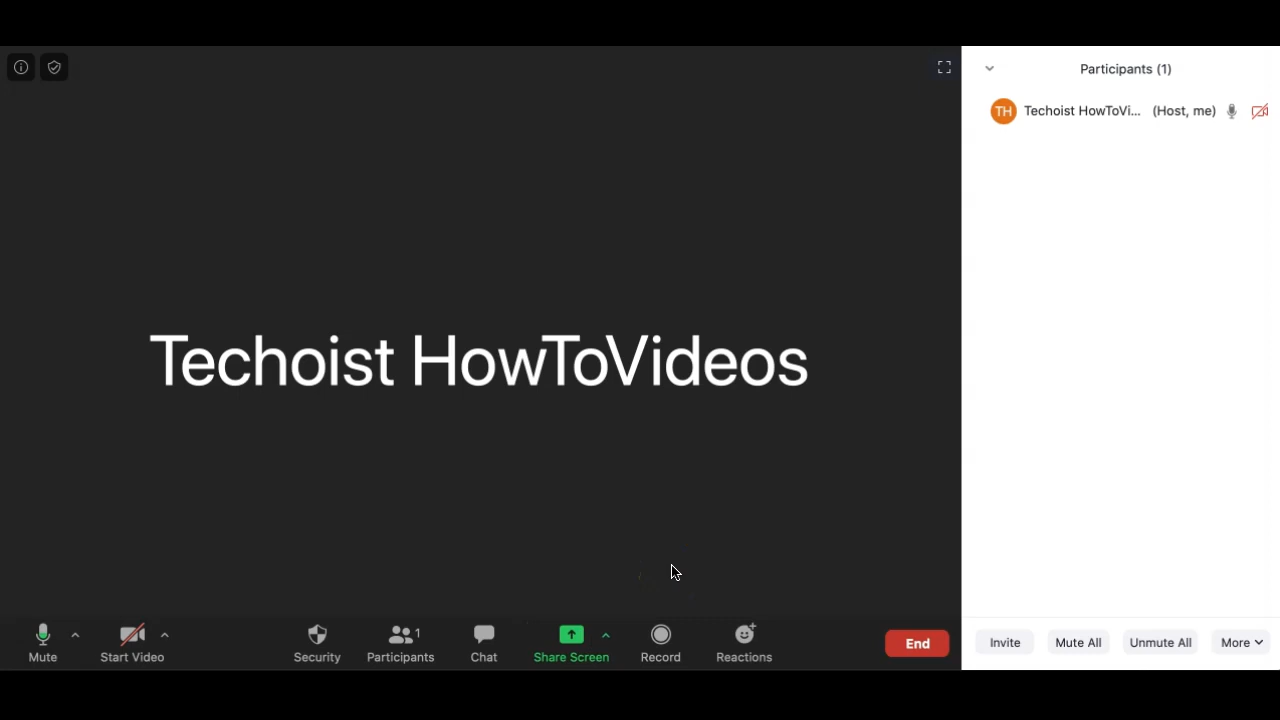 Participants (1)
TH Techoist HowToVi... (Host, me)
Techoist HowToVideos
1
Mute Start Video Security Participants Chat Share Screen Record Reactions End
Invite Mute All Unmute All More